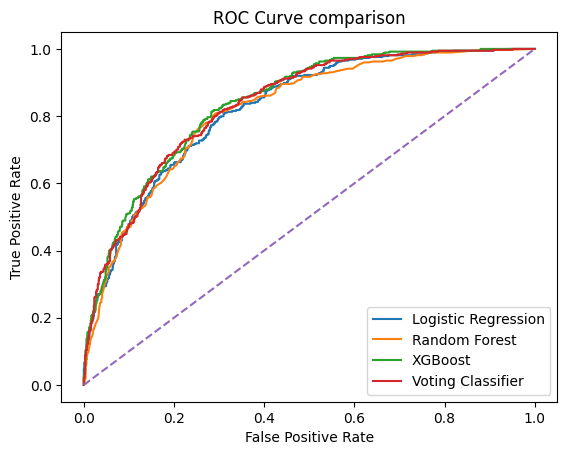 ROC Curve comparison
True Positive Rate
1.0
0.8
0.6
0.4
0.2
0.0
Logistic Regression
Random Forest
XGBoost
Voting Classifier
0.0 0.2 0.4 0.6 0.8 1.0
False Positive Rate